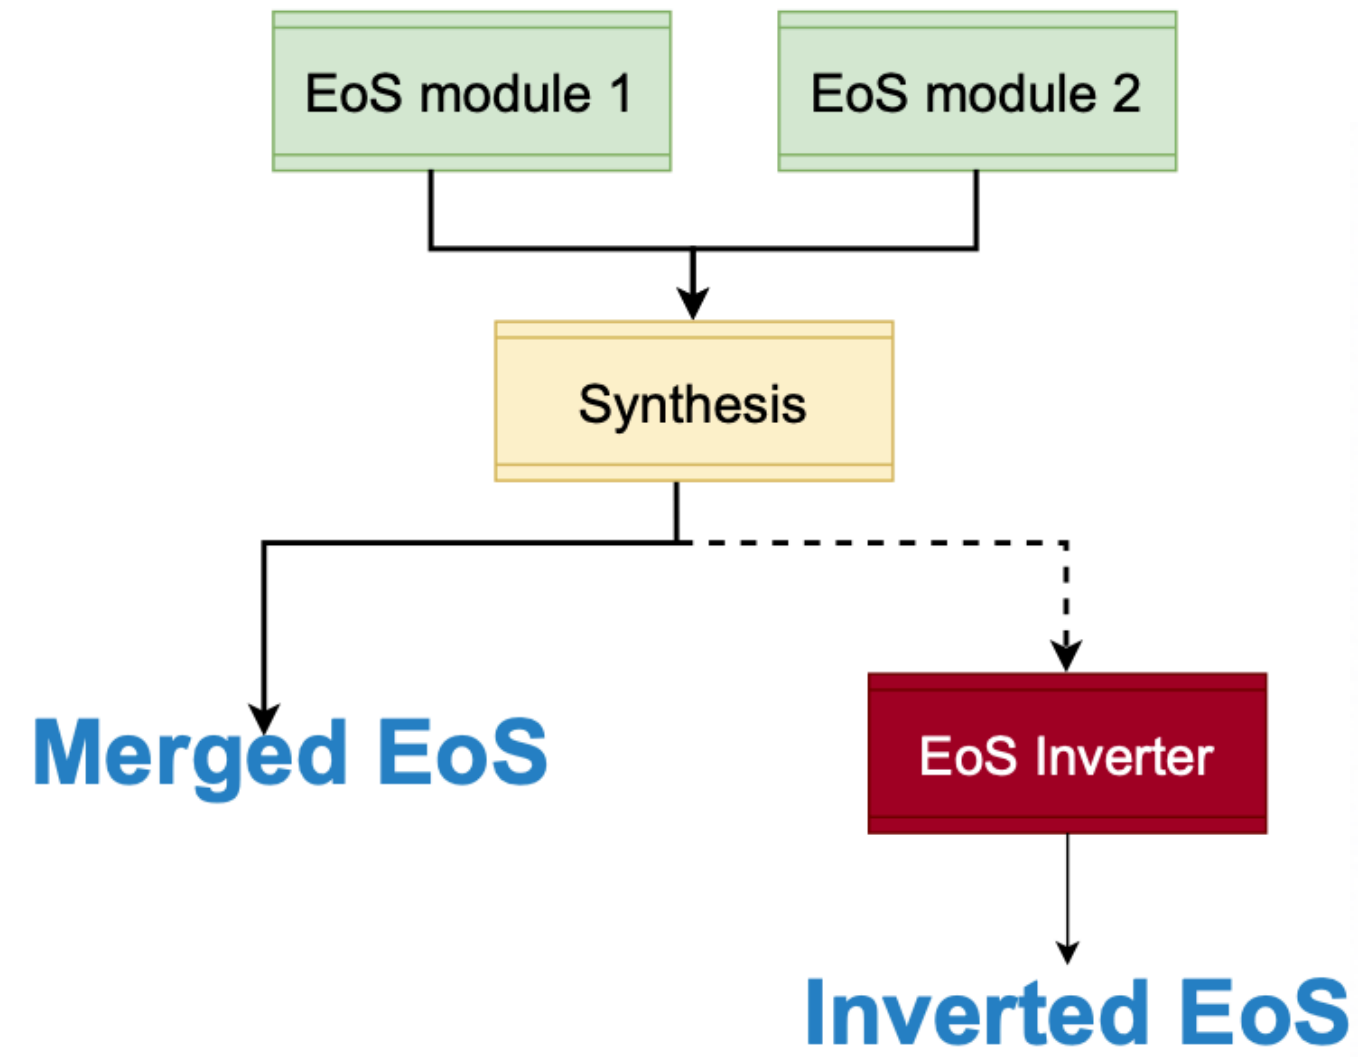 EoS module 1
EoS module 2
Synthesis
Merged EoS
EoS Inverter
Inverted EoS